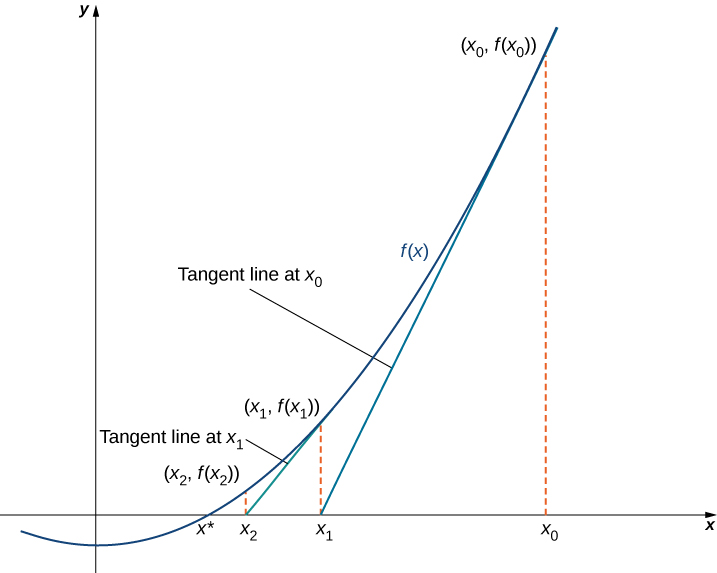 y
(x₀, f(x₀))
f(x)
Tangent line at x₀
(x₁, f(x₁))
Tangent line at x₁
(x₂, f(x₂))
x* x₂ x₁ x₀ x